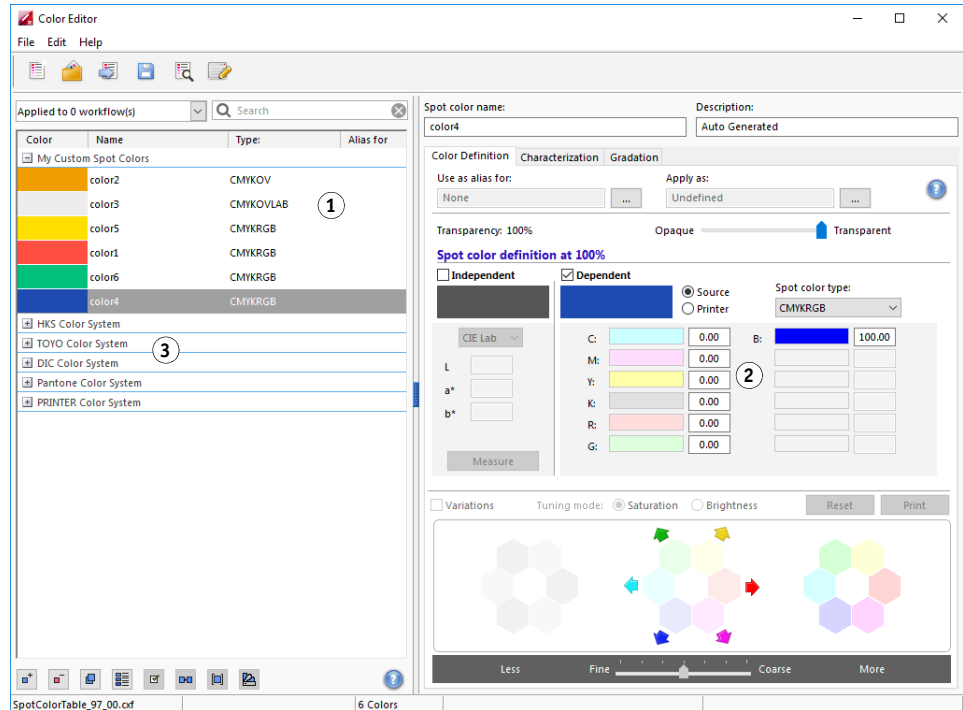 Color Editor
File Edit Help
Applied to 0 workflow(s)
Search
Color Name Type: Alias for
My Custom Spot Colors
color2 CMYKOV
color3 CMYKOVLAB
1
color5 CMYKRGB
color1 CMYKRGB
color6 CMYKRGB
color4 CMYKRGB
HKS Color System
TOYO Color System
3
DIC Color System
Pantone Color System
PRINTER Color System
Spot color name: Description:
color4 Auto Generated
Color Definition Characterization Gradation
Use as alias for: Apply as:
None ... Undefined ...
?
Transparency: 100% Opaque Transparent
Spot color definition at 100%
Independent Dependent
Source
Printer
Spot color type:
CMYKRGB
CIE Lab
L
a*
b*
Measure
C: 0.00 B: 100.00
M: 0.00
Y: 0.00
2
K: 0.00
R: 0.00
G: 0.00
Variations Tuning mode: Saturation Brightness Reset Print
Less Fine Coarse More
?
SpotColorTable_97_00.cxf 6 Colors